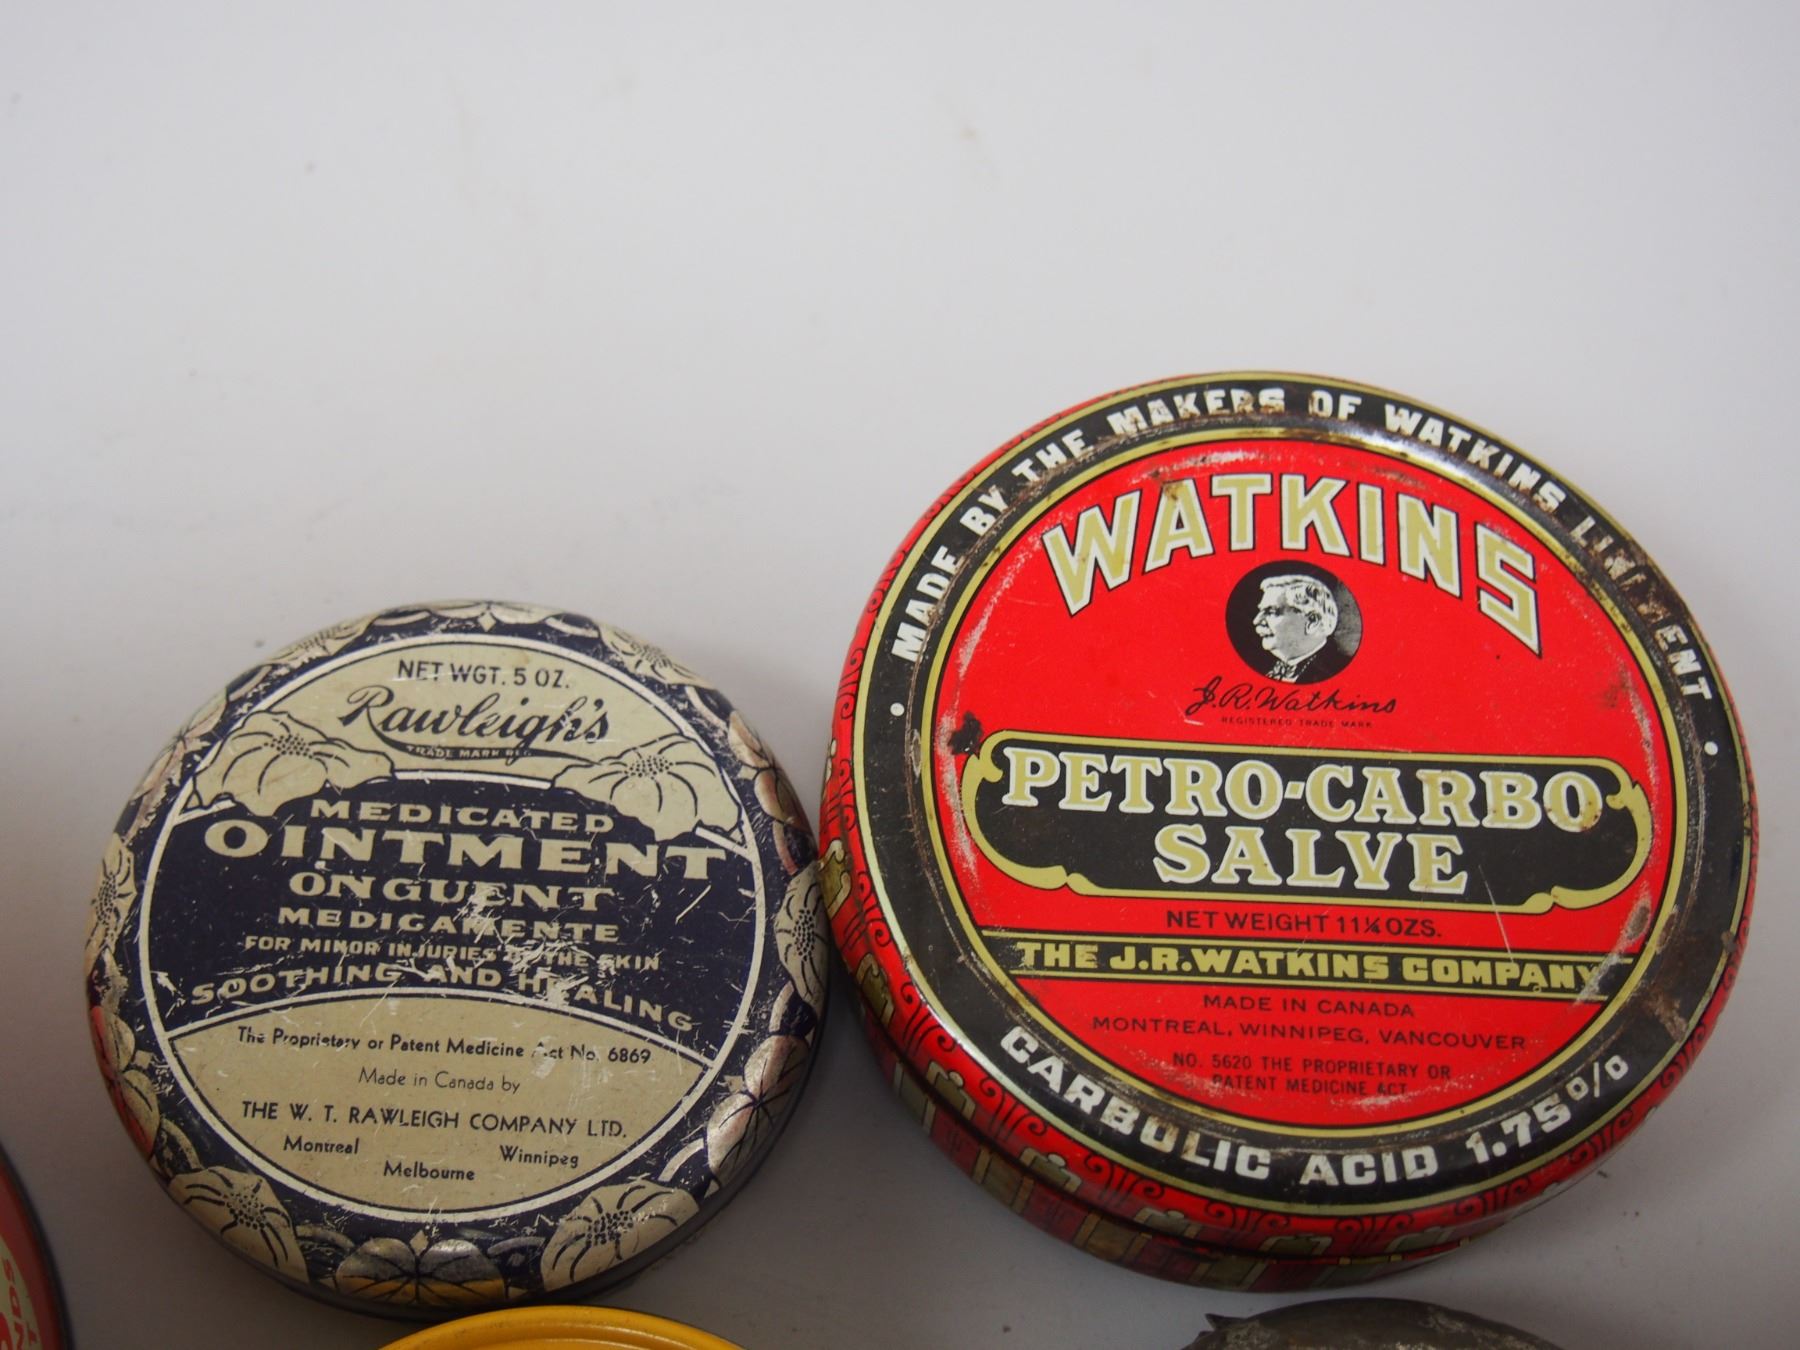 NET WGT. 5 OZ.
Rawleigh's
TRADE MARK REG.
MEDICATED
OINTMENT
ONGUENT
MEDICAMENTE
FOR MINOR INJURIES OF THE SKIN
SOOTHING AND HEALING
The Proprietary or Patent Medicine Act No. 6869
Made in Canada by
THE W. T. RAWLEIGH COMPANY LTD.
Montreal Winnipeg
Melbourne
• MADE BY THE MAKERS OF WATKINS LINIMENT •
WATKINS
J.R. Watkins
REGISTERED TRADE MARK
PETRO-CARBO
SALVE
NET WEIGHT 11¼ OZS.
THE J.R. WATKINS COMPANY
MADE IN CANADA
MONTREAL, WINNIPEG, VANCOUVER
NO. 5620 THE PROPRIETARY OR
PATENT MEDICINE ACT
CARBOLIC ACID 1.75%